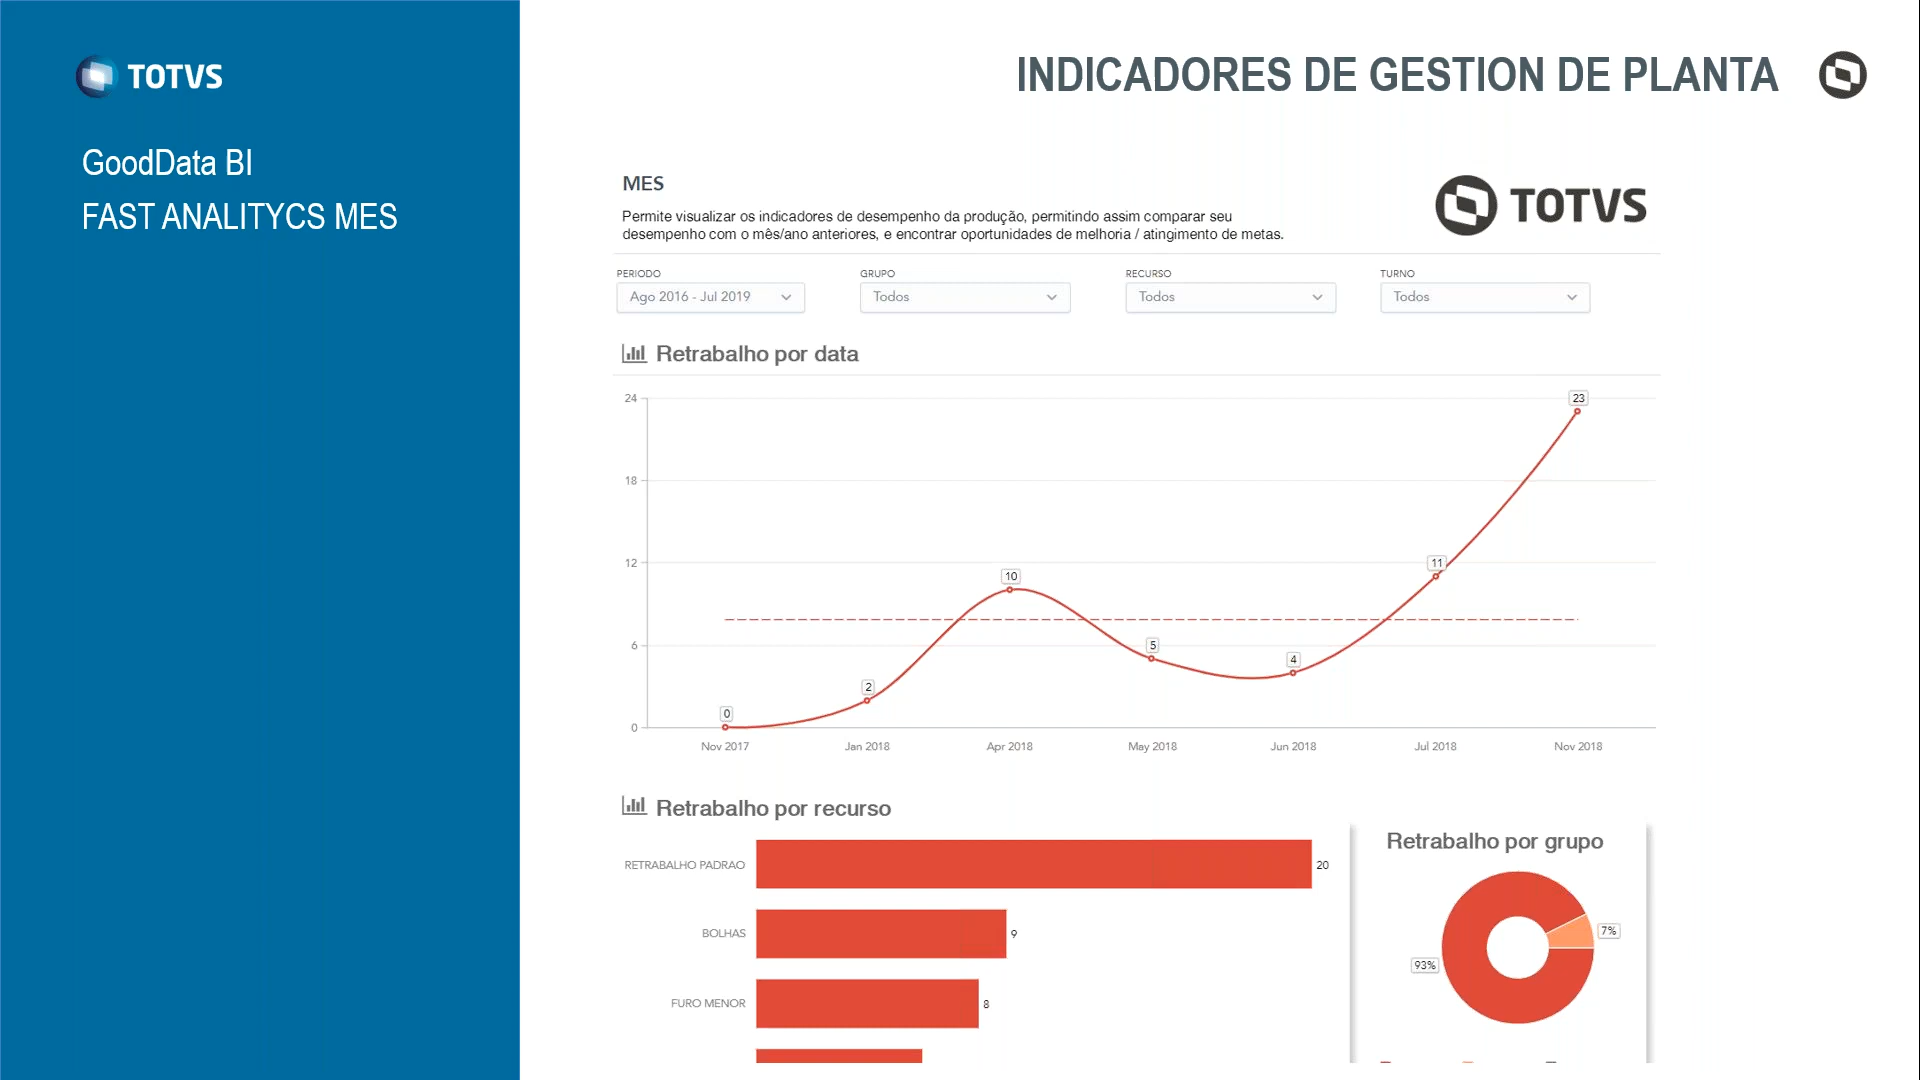 TOTVS
GoodData BI
FAST ANALITYCS MES
INDICADORES DE GESTION DE PLANTA
MES
Permite visualizar os indicadores de desempenho da produção, permitindo assim comparar seu
desempenho com o mês/ano anteriores, e encontrar oportunidades de melhoria / atingimento de metas.
TOTVS
PERIODO GRUPO RECURSO TURNO
Ago 2016 - Jul 2019 Todos Todos Todos
Retrabalho por data
24
18
12
6
0
0 2 10 5 4 11 23
Nov 2017 Jan 2018 Apr 2018 May 2018 Jun 2018 Jul 2018 Nov 2018
Retrabalho por recurso
RETRABALHO PADRAO 20
BOLHAS 9
FURO MENOR 8
Retrabalho por grupo
7%
93%